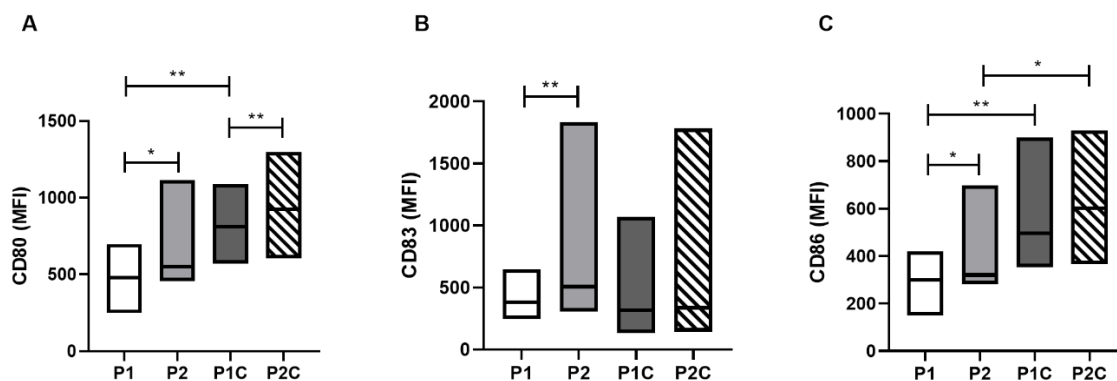 A
CD80 (MFI)
1500
1000
500
0
**
**
*
P1 P2 P1C P2C
B
CD83 (MFI)
2000
1500
1000
500
0
**
P1 P2 P1C P2C
C
CD86 (MFI)
1000
800
600
400
200
0
*
**
*
P1 P2 P1C P2C